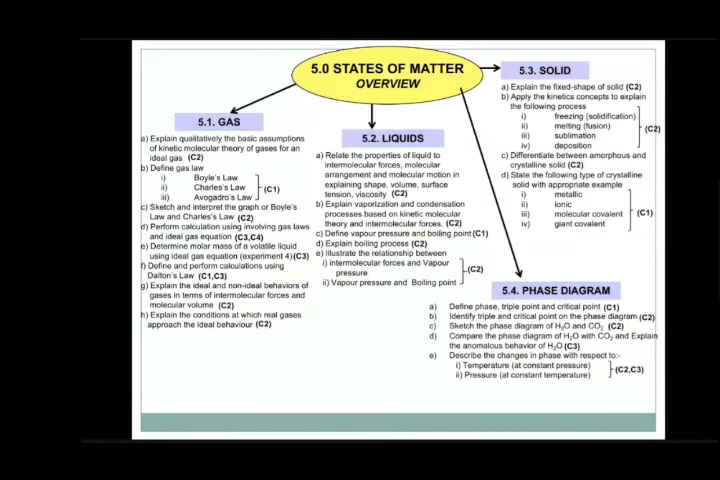 5.0 STATES OF MATTER
OVERVIEW
5.1. GAS
a) Explain qualitatively the basic assumptions
of kinetic molecular theory of gases for an
ideal gas (C2)
b) Define gas law
i) Boyle's Law
ii) Charles's Law
iii) Avogadro's Law
(C1)
c) Sketch and interpret the graph or Boyle's
Law and Charles's Law (C2)
d) Perform calculation using involving gas laws
and ideal gas equation (C3,C4)
e) Determine molar mass of a volatile liquid
using ideal gas equation (experiment 4)(C3)
f) Define and perform calculations using
Dalton's Law (C1,C3)
g) Explain the ideal and non-ideal behaviors of
gases in terms of intermolecular forces and
molecular volume (C2)
h) Explain the conditions at which real gases
approach the ideal behaviour (C2)
5.2. LIQUIDS
a) Relate the properties of liquid to
intermolecular forces, molecular
arrangement and molecular motion in
explaining shape, volume, surface
tension, viscosity (C2)
b) Explain vaporization and condensation
processes based on kinetic molecular
theory and intermolecular forces. (C2)
c) Define vapour pressure and boiling point(C1)
d) Explain boiling process (C2)
e) Illustrate the relationship between
i) intermolecular forces and Vapour
pressure
ii) Vapour pressure and Boiling point
(C2)
5.3. SOLID
a) Explain the fixed-shape of solid (C2)
b) Apply the kinetics concepts to explain
the following process
i) freezing (solidification)
ii) melting (fusion)
iii) sublimation
iv) deposition
(C2)
c) Differentiate between amorphous and
crystalline solid (C2)
d) State the following type of crystalline
solid with appropriate example
i) metallic
ii) ionic
iii) molecular covalent
iv) giant covalent
(C1)
5.4. PHASE DIAGRAM
a) Define phase, triple point and critical point (C1)
b) Identify triple and critical point on the phase diagram (C2)
c) Sketch the phase diagram of H₂O and CO₂ (C2)
d) Compare the phase diagram of H₂O with CO₂ and Explain
the anomalous behavior of H₂O (C3)
e) Describe the changes in phase with respect to:-
i) Temperature (at constant pressure)
ii) Pressure (at constant temperature)
(C2,C3)